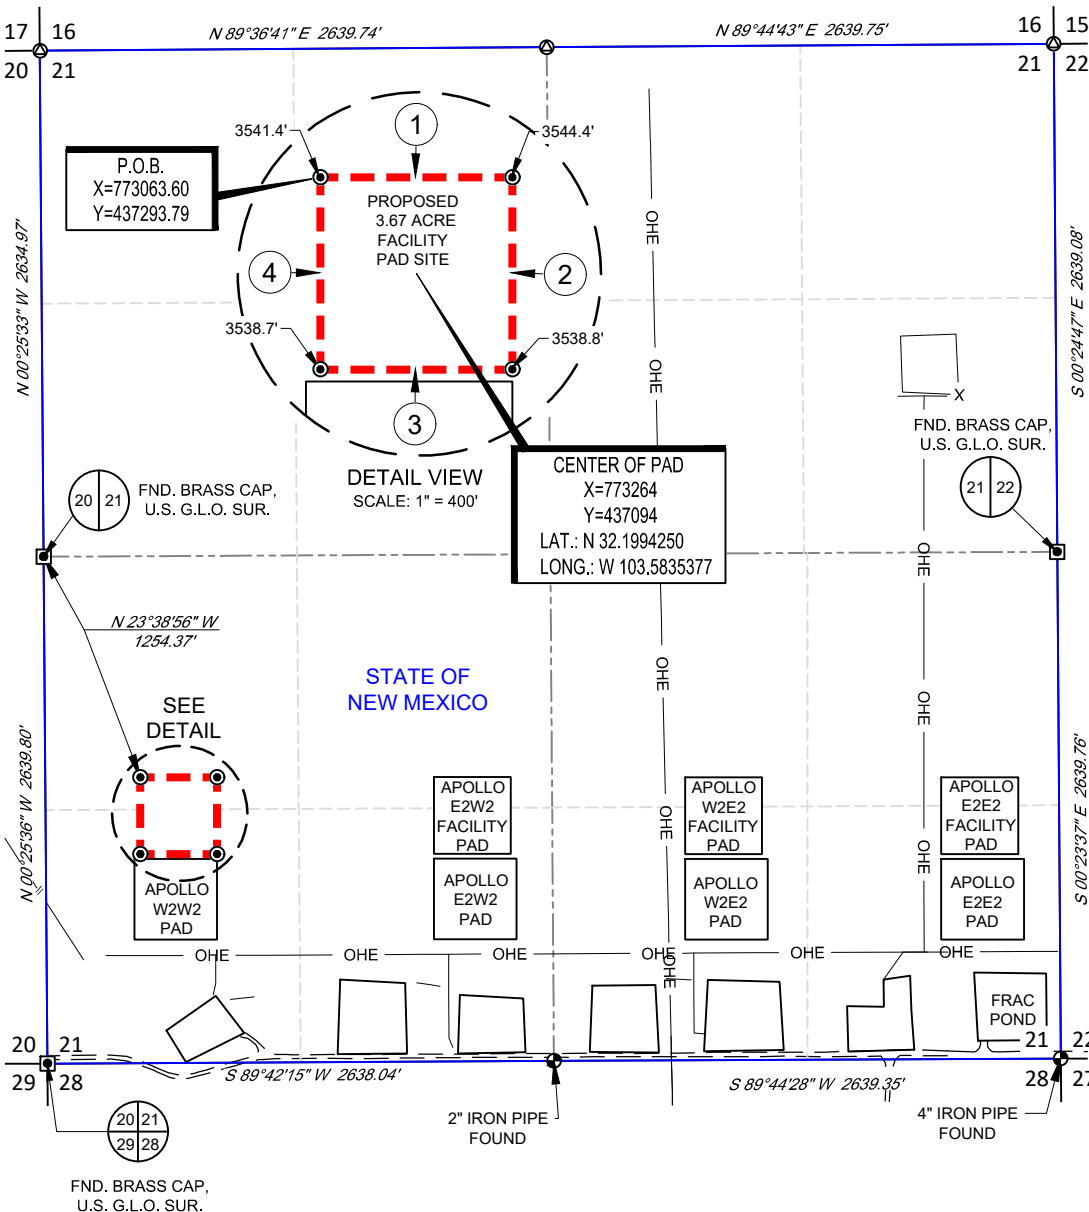 17 16
20 21
N 89°36'41" E 2639.74'
N 89°44'43" E 2639.75'
16 15
21 22
P.O.B.
X=773063.60
Y=437293.79
3541.4'
1
3544.4'
PROPOSED
3.67 ACRE
FACILITY
PAD SITE
4
2
3538.7'
3538.8'
3
DETAIL VIEW
SCALE: 1" = 400'
N 00°25'33" W 2634.97'
S 00°24'47" E 2639.08'
OHE
OHE
OHE
X
FND. BRASS CAP,
U.S. G.L.O. SUR.
21 22
20 21
FND. BRASS CAP,
U.S. G.L.O. SUR.
CENTER OF PAD
X=773264
Y=437094
LAT.: N 32.1994250
LONG.: W 103.5835377
OHE
OHE
OHE
N 23°38'56" W
1254.37'
STATE OF
NEW MEXICO
SEE
DETAIL
OHE
OHE
OHE
OHE
N 00°25'36" W 2639.80'
S 00°23'37" E 2639.76'
APOLLO
E2W2
FACILITY
PAD
APOLLO
W2E2
FACILITY
PAD
APOLLO
E2E2
FACILITY
PAD
APOLLO
W2W2
PAD
APOLLO
E2W2
PAD
APOLLO
W2E2
PAD
APOLLO
E2E2
PAD
OHE
OHE
OHE
OHE
OHE
OHE
FRAC
POND
20 21
29 28
21 22
28 27
S 89°42'15" W 2638.04'
S 89°44'28" W 2639.35'
20 21
29 28
FND. BRASS CAP,
U.S. G.L.O. SUR.
2" IRON PIPE
FOUND
4" IRON PIPE
FOUND